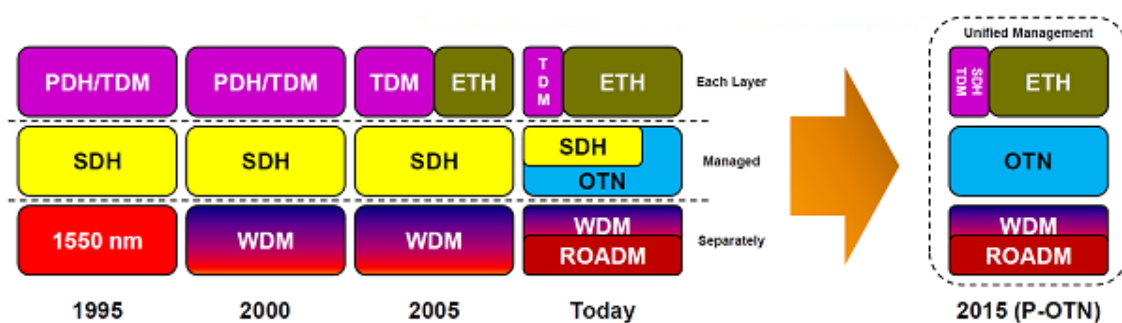 Unified Management
PDH/TDM PDH/TDM TDM ETH TDM ETH Each Layer SDH TDM ETH
SDH SDH SDH SDH OTN Managed OTN
1550 nm WDM WDM WDM ROADM Separately WDM ROADM
1995 2000 2005 Today 2015 (P-OTN)